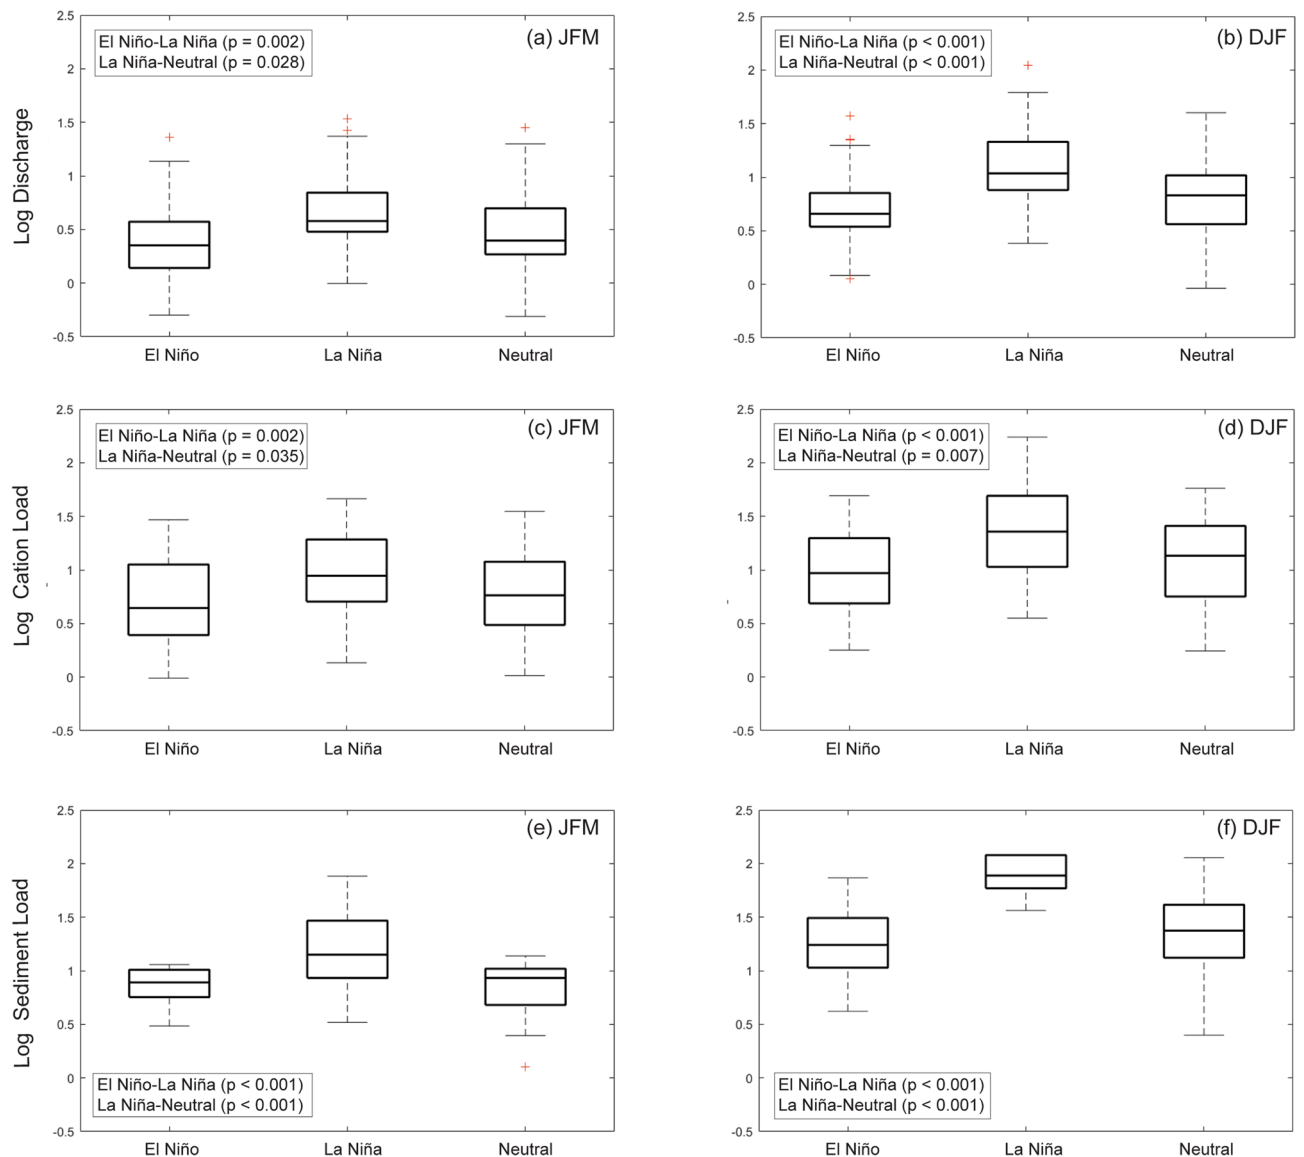 El Niño-La Niña (p = 0.002)
La Niña-Neutral (p = 0.028)
(a) JFM
Log Discharge
2.5
2
1.5
1
0.5
0
-0.5
El Niño
La Niña
Neutral
El Niño-La Niña (p < 0.001)
La Niña-Neutral (p < 0.001)
(b) DJF
2.5
2
1.5
1
0.5
0
-0.5
El Niño
La Niña
Neutral
El Niño-La Niña (p = 0.002)
La Niña-Neutral (p = 0.035)
(c) JFM
Log Cation Load
2.5
2
1.5
1
0.5
0
-0.5
El Niño
La Niña
Neutral
El Niño-La Niña (p < 0.001)
La Niña-Neutral (p = 0.007)
(d) DJF
2.5
2
1.5
1
0.5
0
-0.5
El Niño
La Niña
Neutral
(e) JFM
Log Sediment Load
2.5
2
1.5
1
0.5
0
-0.5
El Niño-La Niña (p < 0.001)
La Niña-Neutral (p < 0.001)
El Niño
La Niña
Neutral
(f) DJF
2.5
2
1.5
1
0.5
0
-0.5
El Niño-La Niña (p < 0.001)
La Niña-Neutral (p < 0.001)
El Niño
La Niña
Neutral